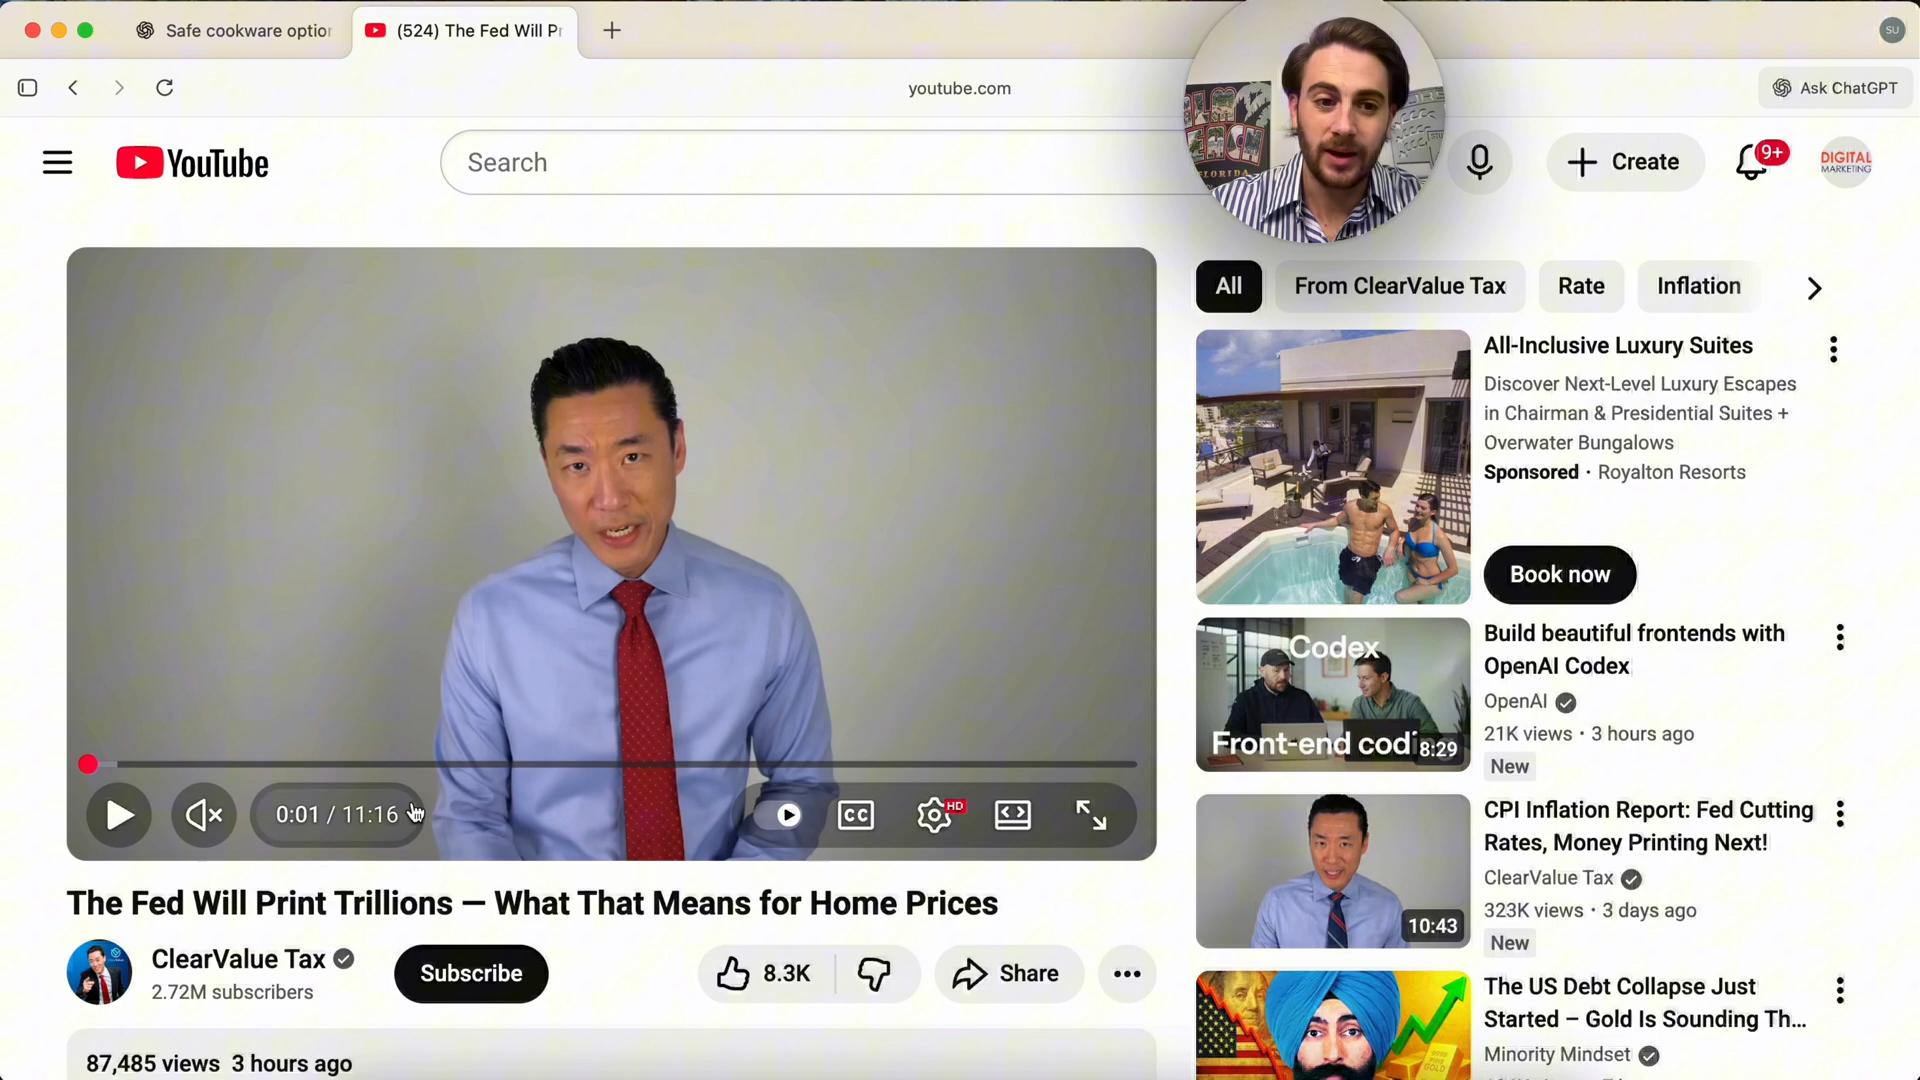 Safe cookware option
(524) The Fed Will Pr
SU
youtube.com
Ask ChatGPT
YouTube
Search
FLORIDA
Create
9+
DIGITAL
MARKETING
All
From ClearValue Tax
Rate
Inflation
All-Inclusive Luxury Suites
Discover Next-Level Luxury Escapes
in Chairman & Presidential Suites +
Overwater Bungalows
Sponsored · Royalton Resorts
Book now
Codex
Front-end codi
8:29
Build beautiful frontends with
OpenAI Codex
OpenAI
21K views · 3 hours ago
New
0:01 / 11:16
CC
HD
10:43
CPI Inflation Report: Fed Cutting
Rates, Money Printing Next!
ClearValue Tax
323K views · 3 days ago
New
The Fed Will Print Trillions — What That Means for Home Prices
ClearValue Tax
2.72M subscribers
Subscribe
8.3K
Share
The US Debt Collapse Just
Started – Gold Is Sounding Th...
Minority Mindset
GOLD
87,485 views 3 hours ago